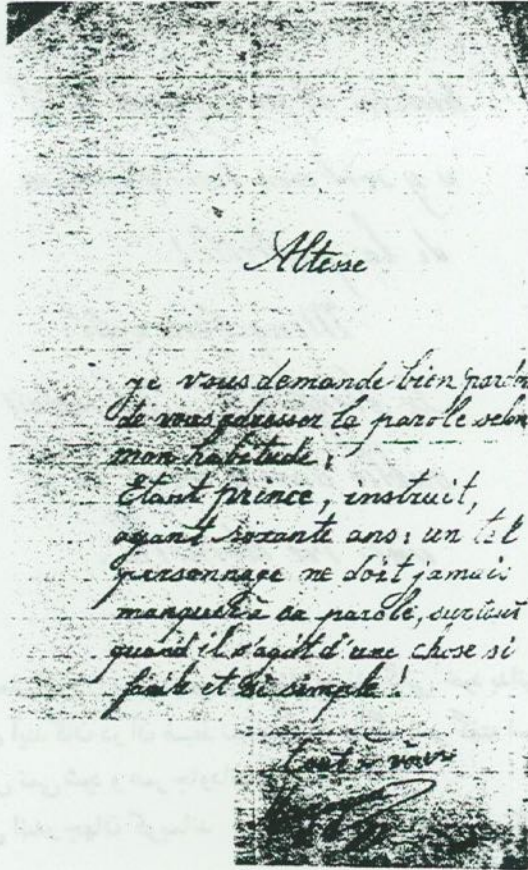 Altesse
je vous demande bien pardon
de vous adresser la parole selon
mon habitude;
Etant prince, instruit,
ayant soixante ans; un tel
personnage ne doit jamais
manquer à sa parole, surtout
quand il s'agit d'une chose si
facile et si simple!
tout à vous